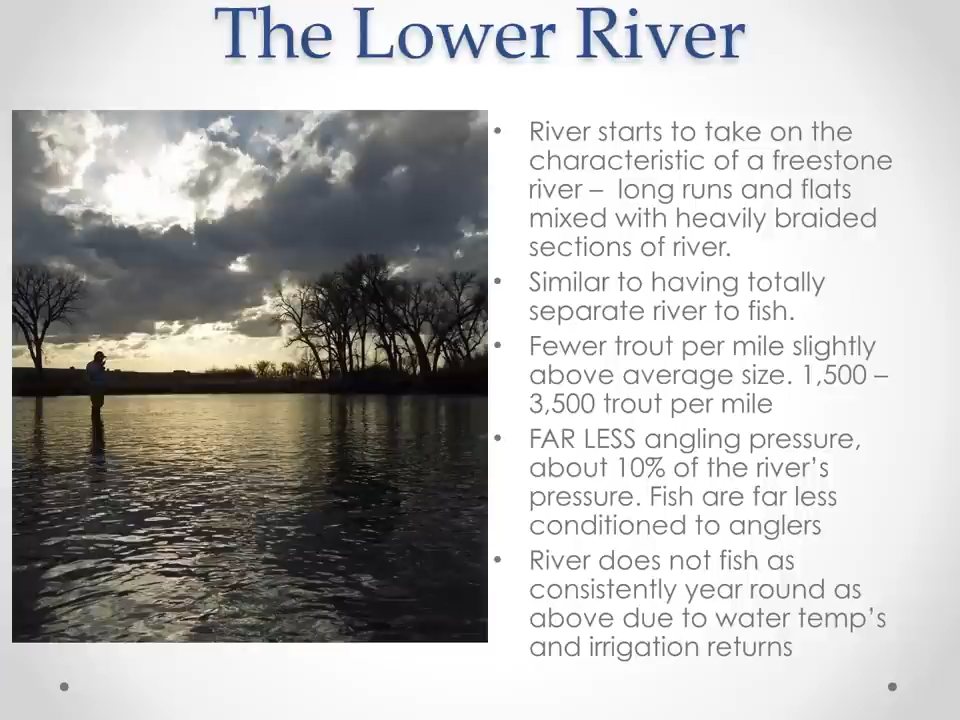 The Lower River
• River starts to take on the
characteristic of a freestone
river – long runs and flats
mixed with heavily braided
sections of river.
• Similar to having totally
separate river to fish.
• Fewer trout per mile slightly
above average size. 1,500 –
3,500 trout per mile
• FAR LESS angling pressure,
about 10% of the river's
pressure. Fish are far less
conditioned to anglers
• River does not fish as
consistently year round as
above due to water temp's
and irrigation returns